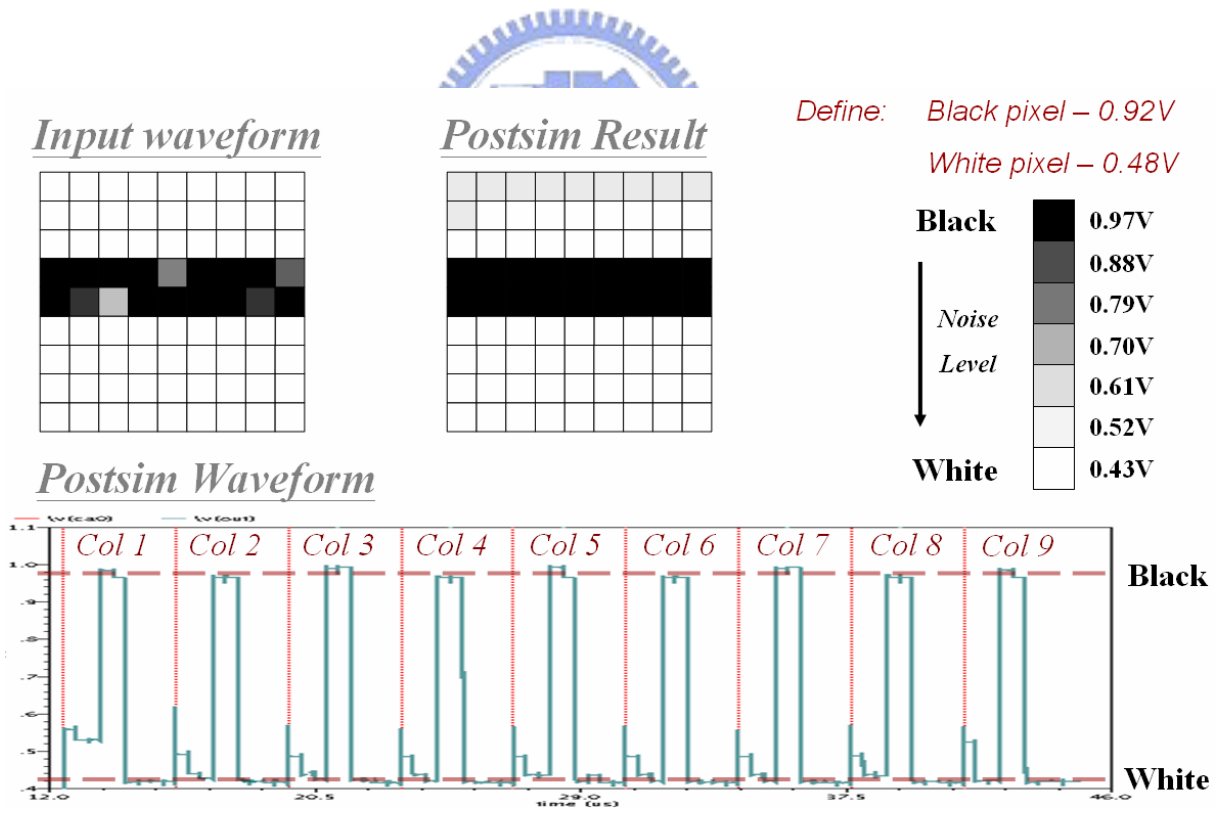 Input waveform
Postsim Result
Define: Black pixel – 0.92V
White pixel – 0.48V
Black
0.97V
0.88V
0.79V
Noise
Level
0.70V
0.61V
0.52V
White
0.43V
Postsim Waveform
\v(ca0) \v(out)
1.1
Col 1 Col 2 Col 3 Col 4 Col 5 Col 6 Col 7 Col 8 Col 9
1.0
Black
.9
.8
.7
.6
.5
.4
White
12.0 20.5 29.0 37.5 46.0
time (us)